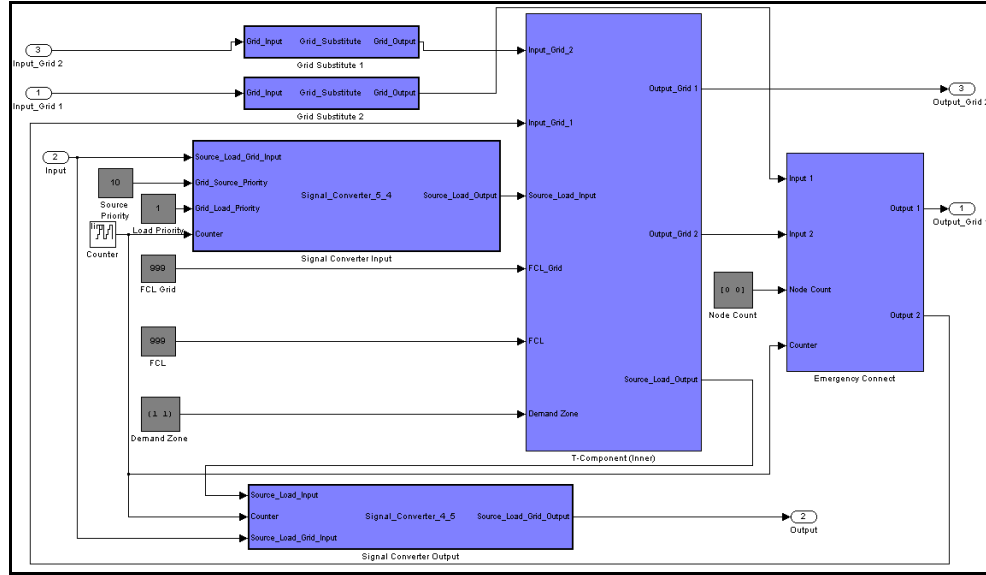 3
Input_Grid 2
Grid_Input Grid_Substitute Grid_Output
Grid Substitute 1
1
Input_Grid 1
Grid_Input Grid_Substitute Grid_Output
Grid Substitute 2
2
Input
10
Source
Priority
1
Load Priority
Counter
Source_Load_Grid_Input
Grid_Source_Priority
Grid_Load_Priority
Counter
Signal_Converter_5_4
Source_Load_Output
Signal Converter Input
999
FCL Grid
999
FCL
(1 1)
Demand Zone
Input_Grid_2
Input_Grid_1
Source_Load_Input
FCL_Grid
FCL
Demand Zone
Output_Grid 1
Output_Grid 2
Source_Load_Output
T-Component (Inner)
[0 0]
Node Count
Input 1
Input 2
Node Count
Counter
Output 1
Output 2
Emergency Connect
3
Output_Grid 2
1
Output_Grid 1
Source_Load_Input
Counter
Source_Load_Grid_Input
Signal_Converter_4_5
Source_Load_Grid_Output
Signal Converter Output
2
Output